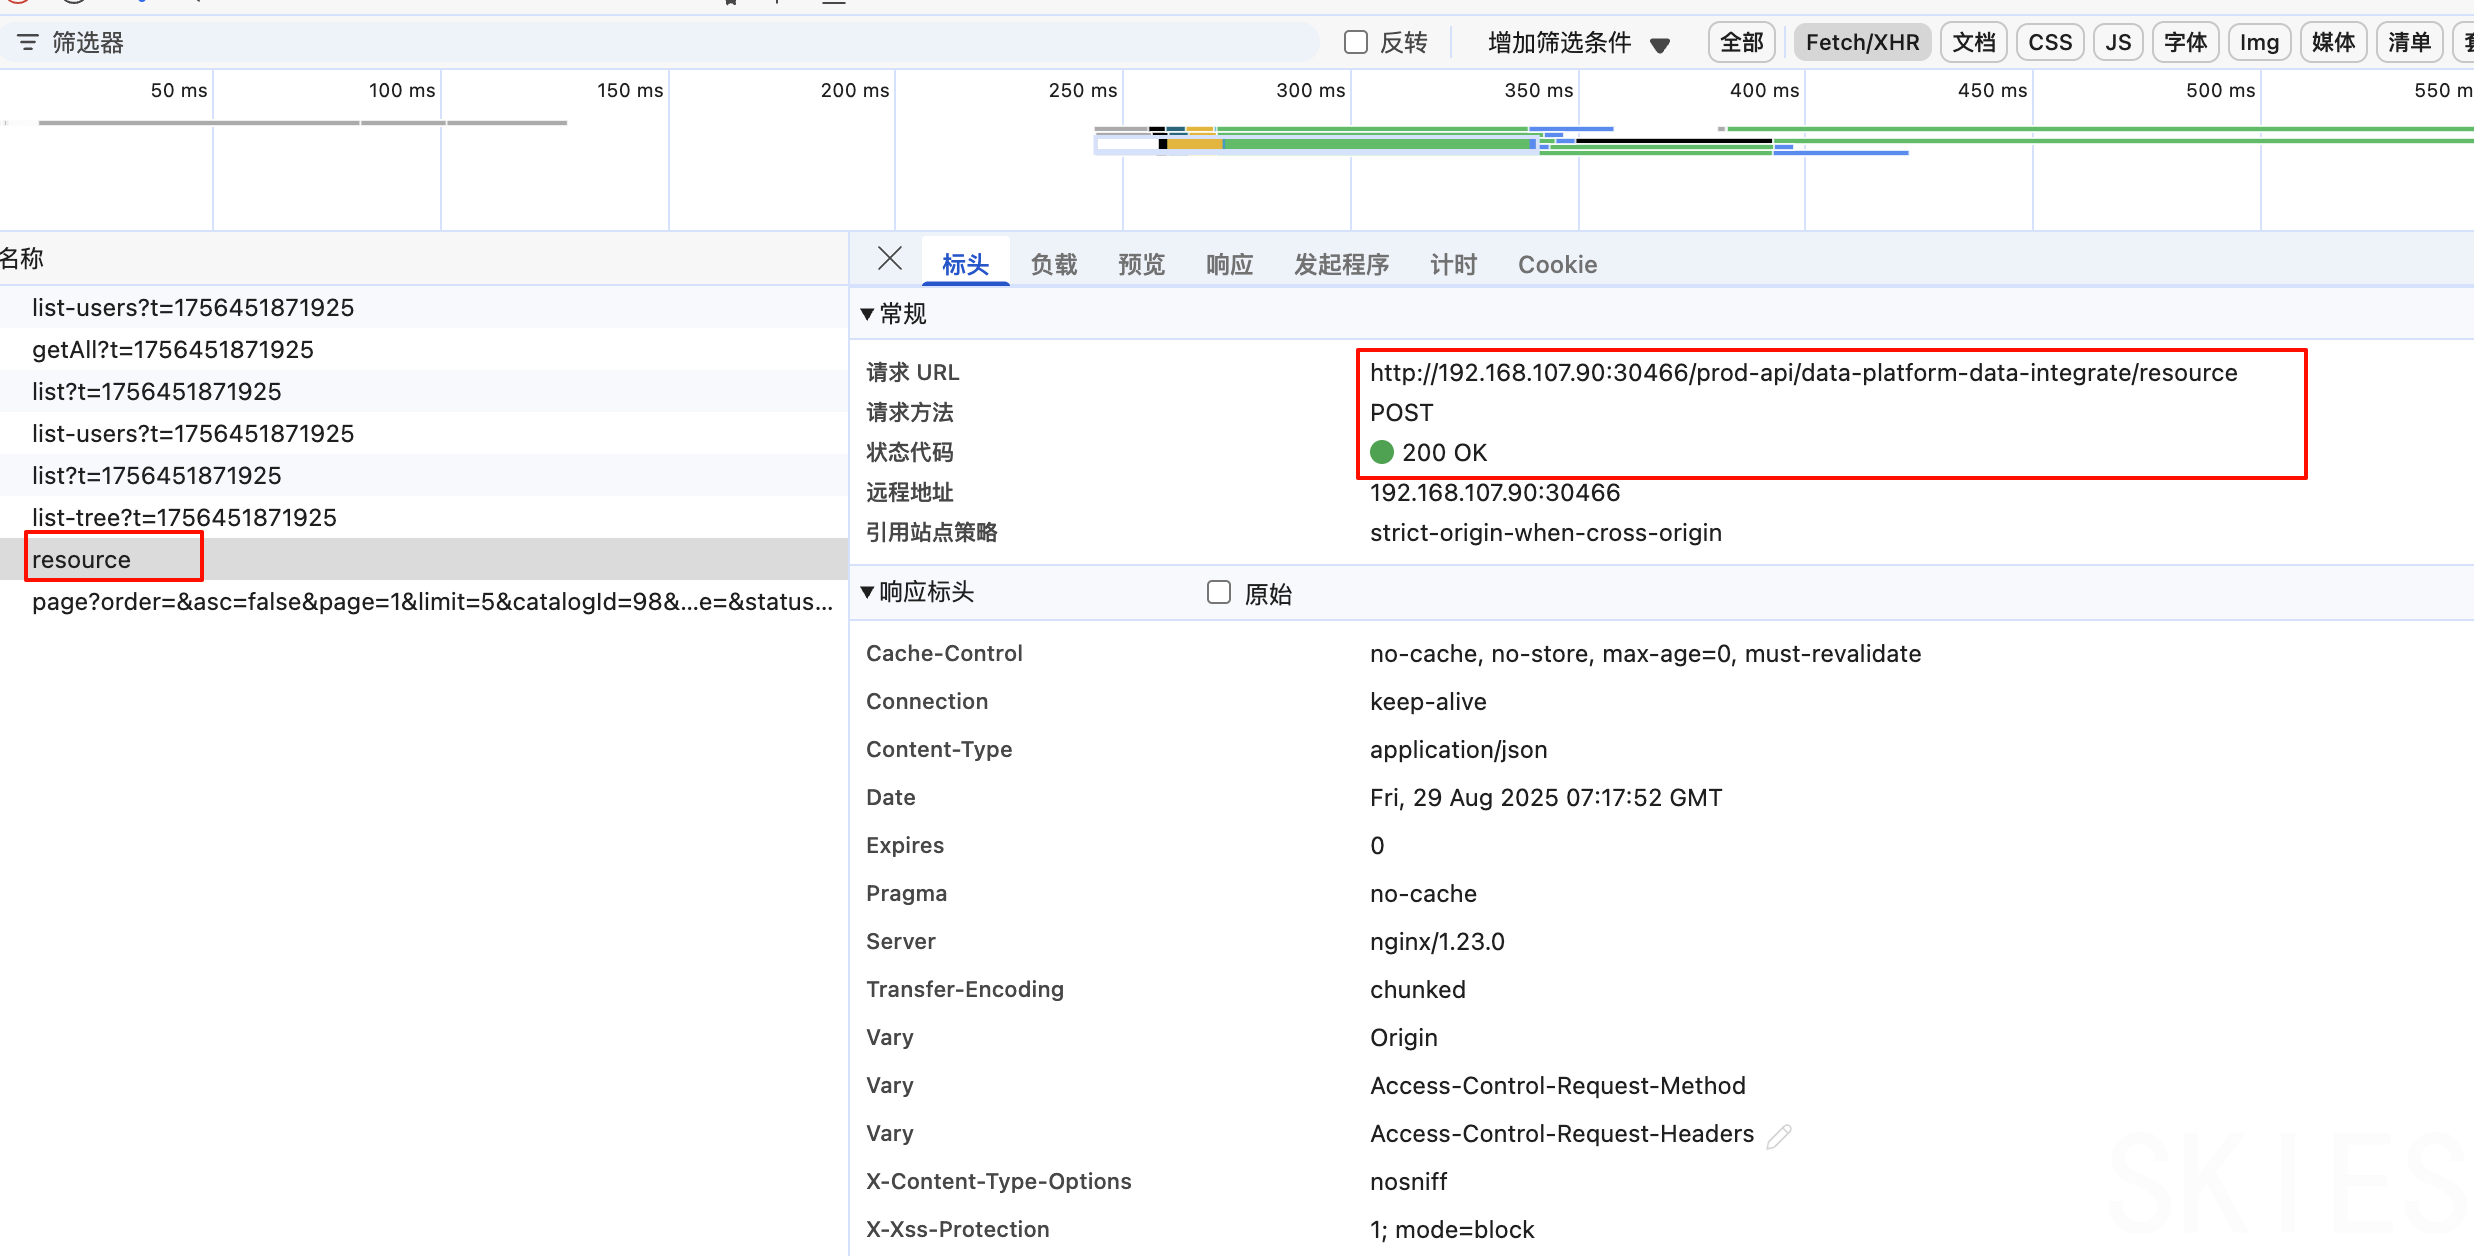 筛选器
反转
增加筛选条件
全部
Fetch/XHR
文档
CSS
JS
字体
Img
媒体
清单
50 ms
100 ms
150 ms
200 ms
250 ms
300 ms
350 ms
400 ms
450 ms
500 ms
550 m
名称
list-users?t=1756451871925
getAll?t=1756451871925
list?t=1756451871925
list-users?t=1756451871925
list?t=1756451871925
list-tree?t=1756451871925
resource
page?order=&asc=false&page=1&limit=5&catalogId=98&...e=&status...
标头
负载
预览
响应
发起程序
计时
Cookie
常规
请求 URL http://192.168.107.90:30466/prod-api/data-platform-data-integrate/resource
请求方法 POST
状态代码 200 OK
远程地址 192.168.107.90:30466
引用站点策略 strict-origin-when-cross-origin
响应标头 原始
Cache-Control no-cache, no-store, max-age=0, must-revalidate
Connection keep-alive
Content-Type application/json
Date Fri, 29 Aug 2025 07:17:52 GMT
Expires 0
Pragma no-cache
Server nginx/1.23.0
Transfer-Encoding chunked
Vary Origin
Vary Access-Control-Request-Method
Vary Access-Control-Request-Headers
X-Content-Type-Options nosniff
X-Xss-Protection 1; mode=block
SKIES